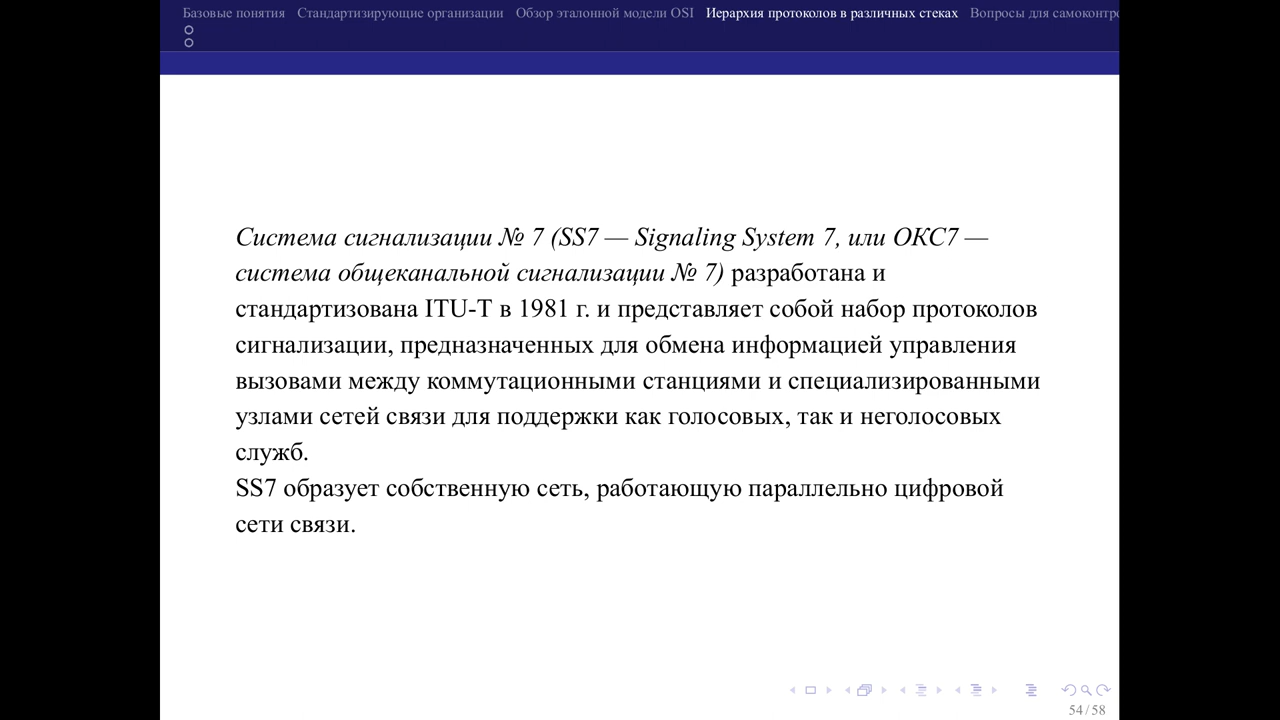 Базовые понятия Стандартизирующие организации Обзор эталонной модели OSI Иерархия протоколов в различных стеках Вопросы для самоконтро
Система сигнализации № 7 (SS7 — Signaling System 7, или ОКС7 —
система общеканальной сигнализации № 7) разработана и
стандартизована ITU-T в 1981 г. и представляет собой набор протоколов
сигнализации, предназначенных для обмена информацией управления
вызовами между коммутационными станциями и специализированными
узлами сетей связи для поддержки как голосовых, так и неголосовых
служб.
SS7 образует собственную сеть, работающую параллельно цифровой
сети связи.
54 / 58